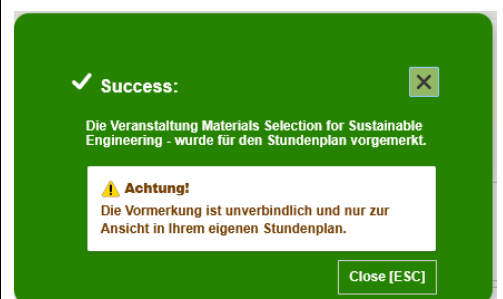 Success:
Die Veranstaltung Materials Selection for Sustainable
Engineering - wurde für den Stundenplan vorgemerkt.
Achtung!
Die Vormerkung ist unverbindlich und nur zur
Ansicht in Ihrem eigenen Stundenplan.
Close [ESC]